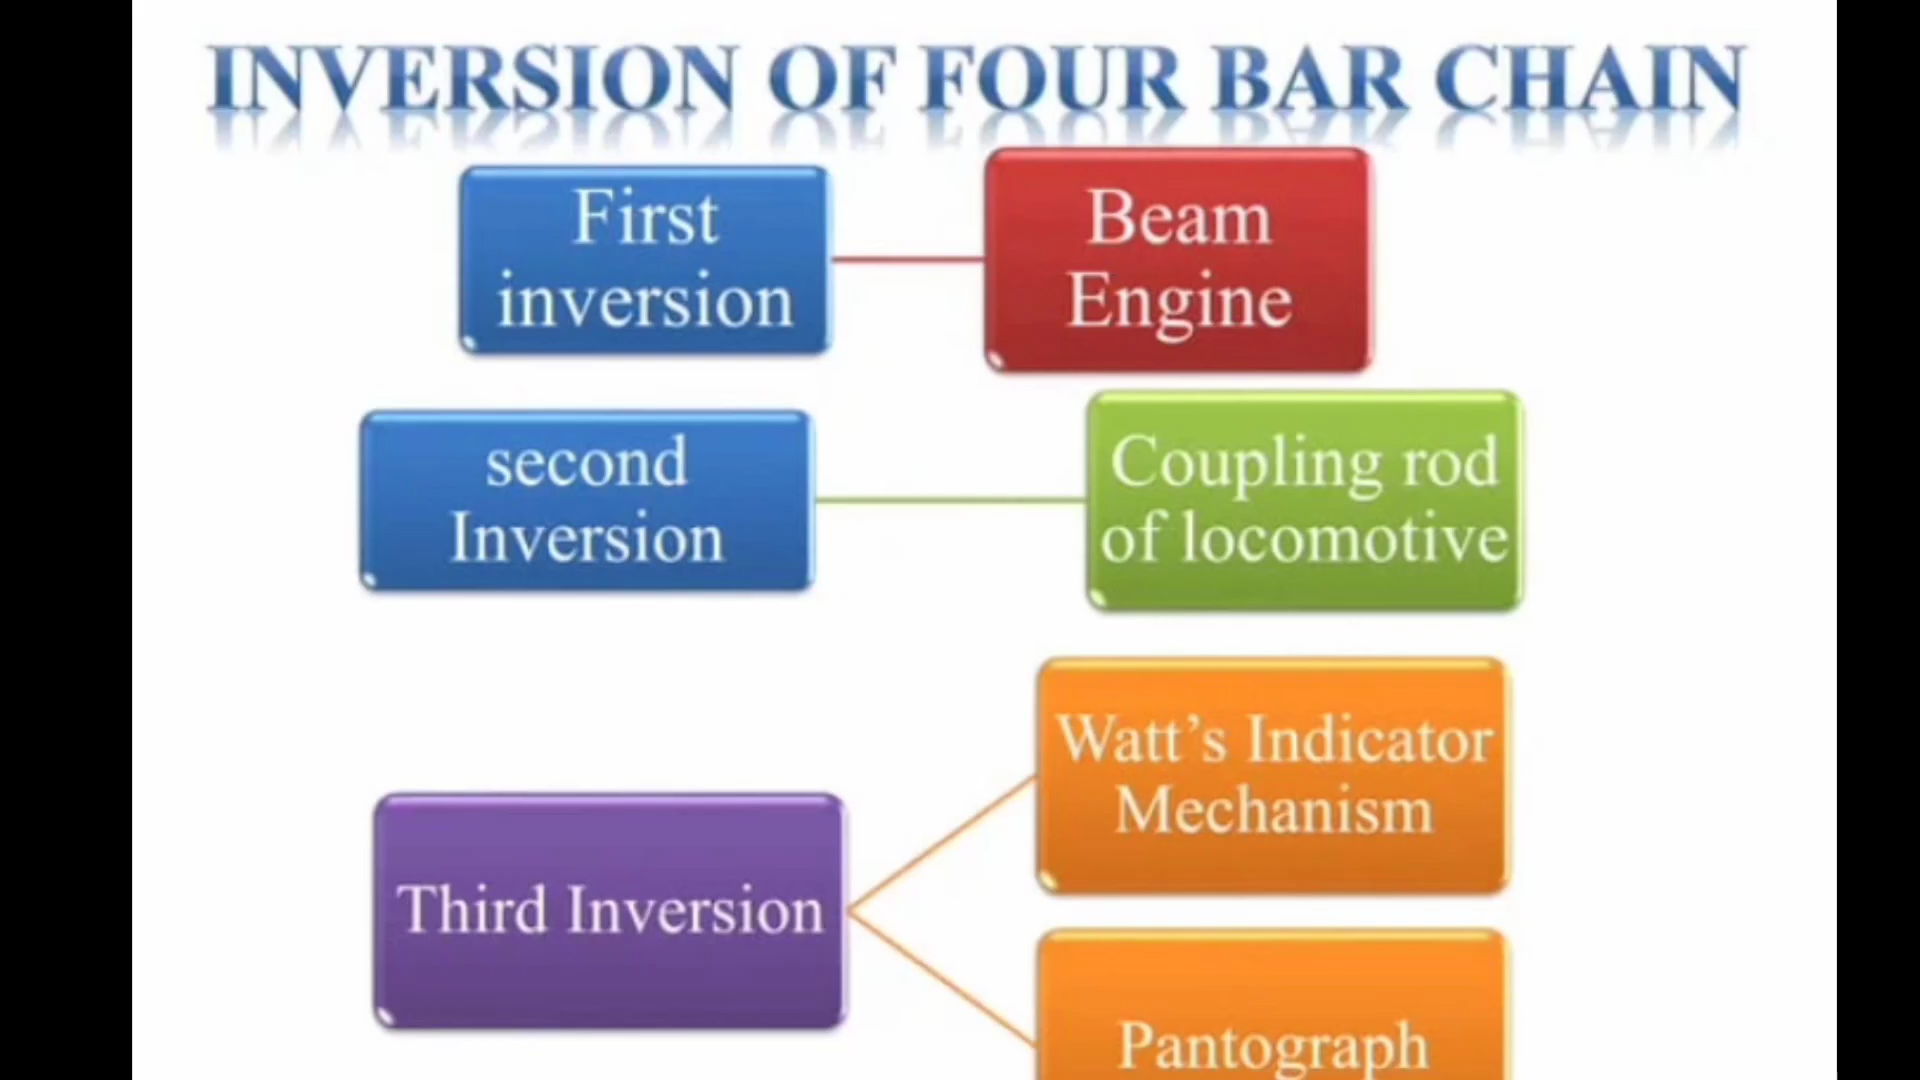 INVERSION OF FOUR BAR CHAIN
First
inversion
Beam
Engine
second
Inversion
Coupling rod
of locomotive
Third Inversion
Watt’s Indicator
Mechanism
Pantograph